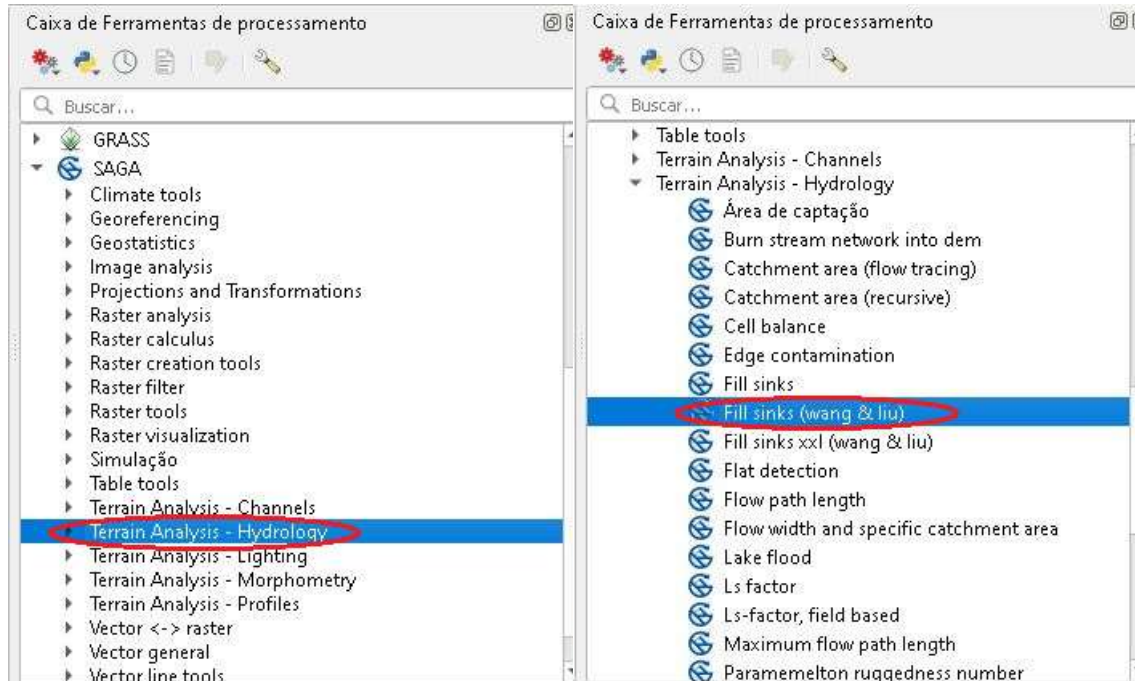 Caixa de Ferramentas de processamento
Buscar...
GRASS
SAGA
Climate tools
Georeferencing
Geostatistics
Image analysis
Projections and Transformations
Raster analysis
Raster calculus
Raster creation tools
Raster filter
Raster tools
Raster visualization
Simulação
Table tools
Terrain Analysis - Channels
Terrain Analysis - Hydrology
Terrain Analysis - Lighting
Terrain Analysis - Morphometry
Terrain Analysis - Profiles
Vector <-> raster
Vector general
Vector line tools
Caixa de Ferramentas de processamento
Buscar...
Table tools
Terrain Analysis - Channels
Terrain Analysis - Hydrology
Área de captação
Burn stream network into dem
Catchment area (flow tracing)
Catchment area (recursive)
Cell balance
Edge contamination
Fill sinks
Fill sinks (wang & liu)
Fill sinks xxl (wang & liu)
Flat detection
Flow path length
Flow width and specific catchment area
Lake flood
Ls factor
Ls-factor, field based
Maximum flow path length
Paramemelton ruggedness number